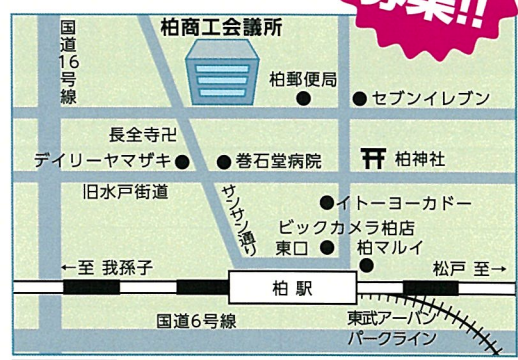 募集!!
国道16号線
柏商工会議所
柏郵便局
セブンイレブン
長全寺卍
デイリーヤマザキ
巻石堂病院
柏神社
旧水戸街道
サンサン通り
イトーヨーカドー
ビックカメラ柏店
東口
柏マルイ
←至 我孫子
松戸 至→
柏駅
国道6号線
東武アーバン
パークライン